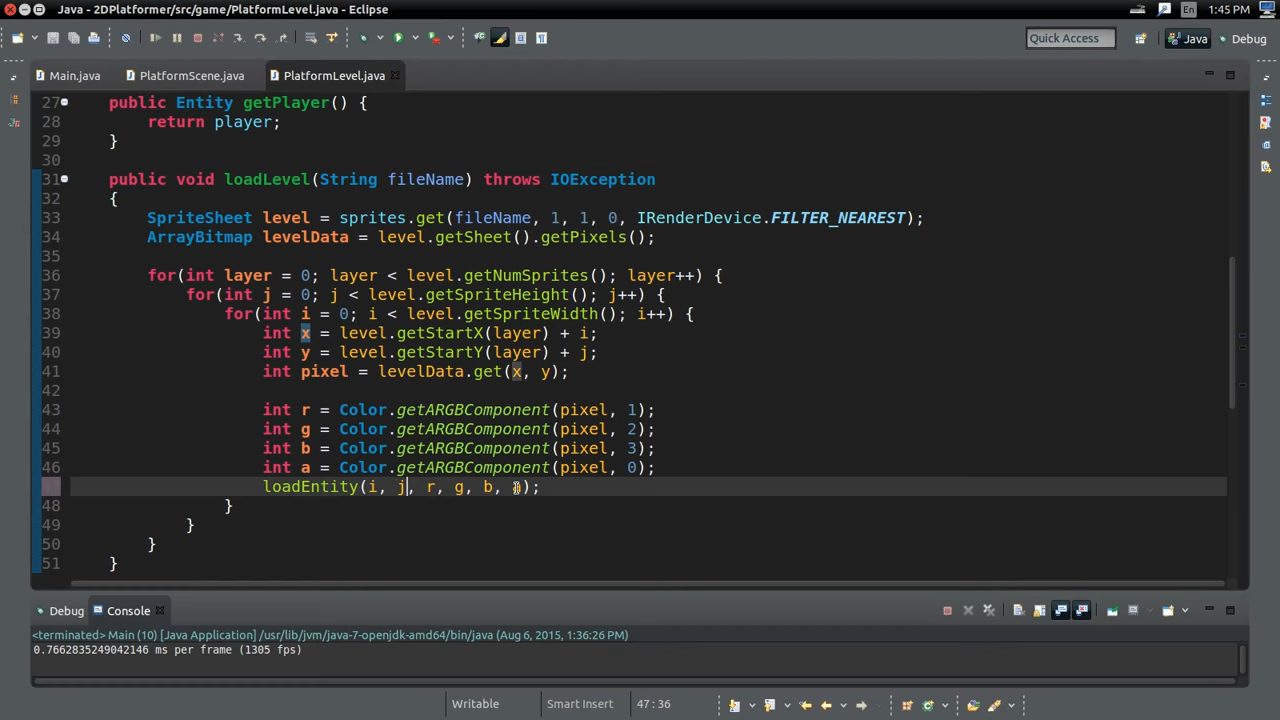 Java - 2DPlatformer/src/game/PlatformLevel.java - Eclipse
En 1:45 PM
Quick Access Java Debug
Main.java PlatformScene.java PlatformLevel.java
27 public Entity getPlayer() {
28 return player;
29 }
30
31 public void loadLevel(String fileName) throws IOException
32 {
33 SpriteSheet level = sprites.get(fileName, 1, 1, 0, IRenderDevice.FILTER_NEAREST);
34 ArrayBitmap levelData = level.getSheet().getPixels();
35
36 for(int layer = 0; layer < level.getNumSprites(); layer++) {
37 for(int j = 0; j < level.getSpriteHeight(); j++) {
38 for(int i = 0; i < level.getSpriteWidth(); i++) {
39 int x = level.getStartX(layer) + i;
40 int y = level.getStartY(layer) + j;
41 int pixel = levelData.get(x, y);
42
43 int r = Color.getARGBComponent(pixel, 1);
44 int g = Color.getARGBComponent(pixel, 2);
45 int b = Color.getARGBComponent(pixel, 3);
46 int a = Color.getARGBComponent(pixel, 0);
loadEntity(i, j, r, g, b, a);
48 }
49 }
50 }
51 }
Debug Console
<terminated> Main (10) [Java Application] /usr/lib/jvm/java-7-openjdk-amd64/bin/java (Aug 6, 2015, 1:36:26 PM)
0.7662835249042146 ms per frame (1305 fps)
Writable Smart Insert 47 : 36